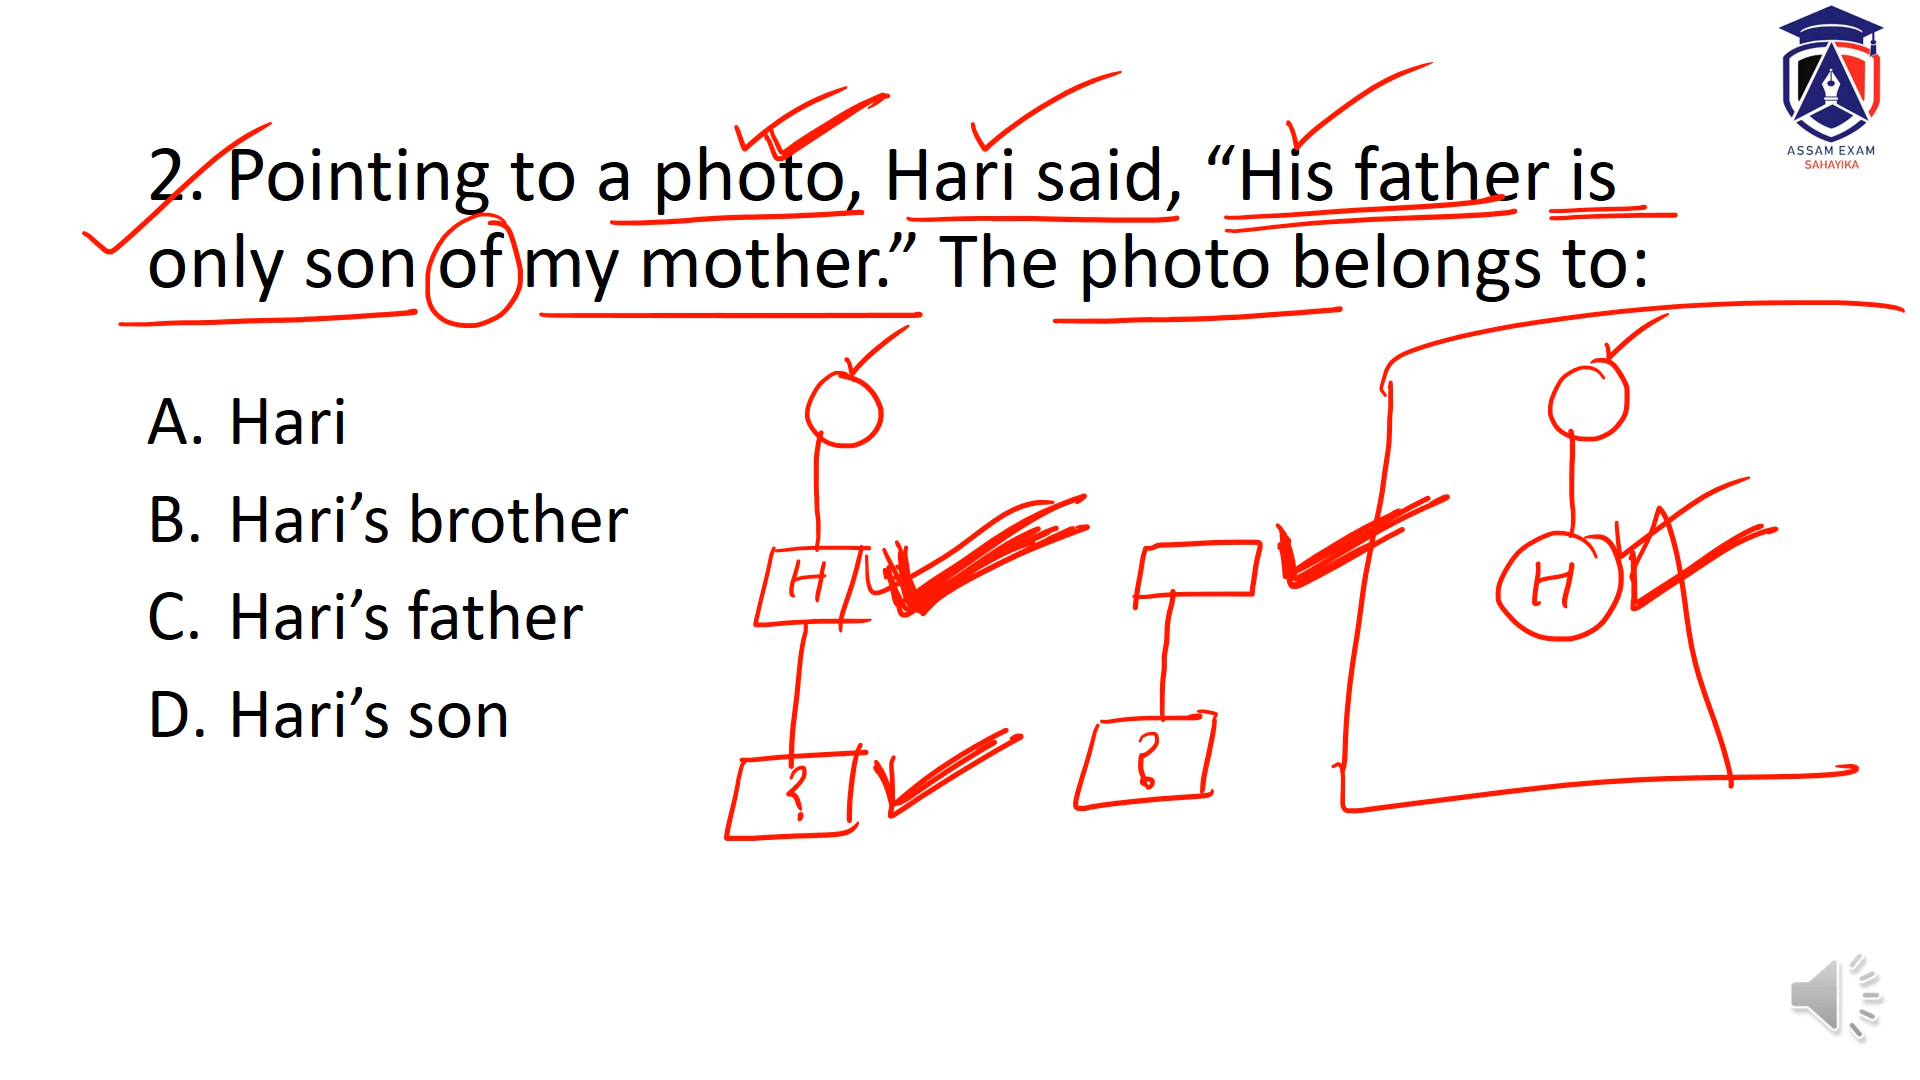 ASSAM EXAM
SAHAYIKA
2. Pointing to a photo, Hari said, “His father is
only son of my mother.” The photo belongs to:
A. Hari
B. Hari’s brother
C. Hari’s father
D. Hari’s son
H
H
?
?